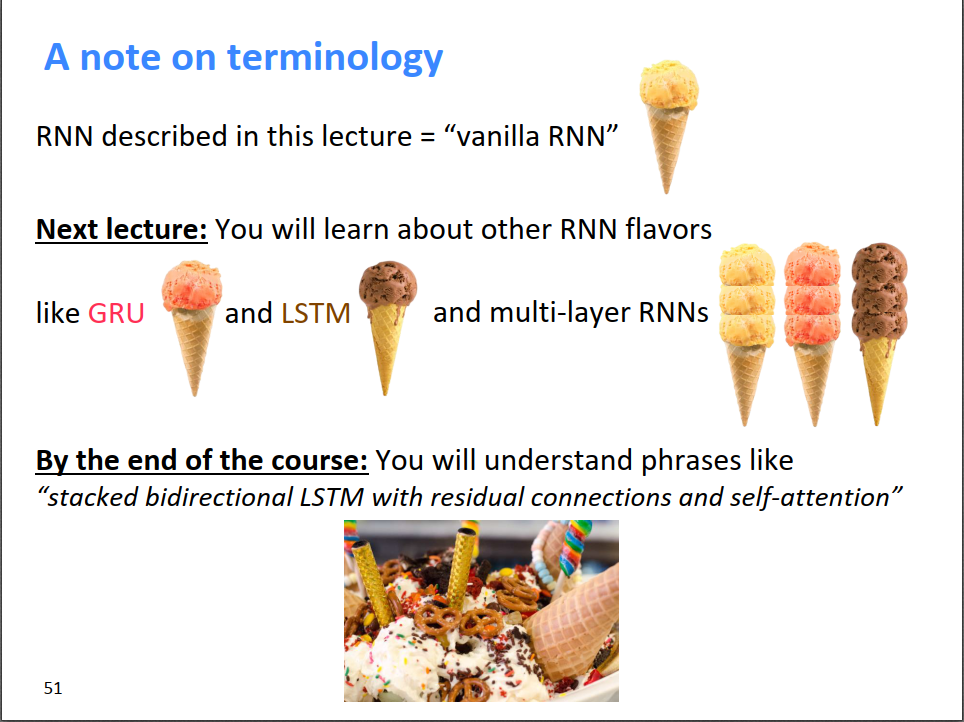 A note on terminology
RNN described in this lecture = “vanilla RNN”
Next lecture: You will learn about other RNN flavors
like GRU and LSTM and multi-layer RNNs
By the end of the course: You will understand phrases like
“stacked bidirectional LSTM with residual connections and self-attention”
51